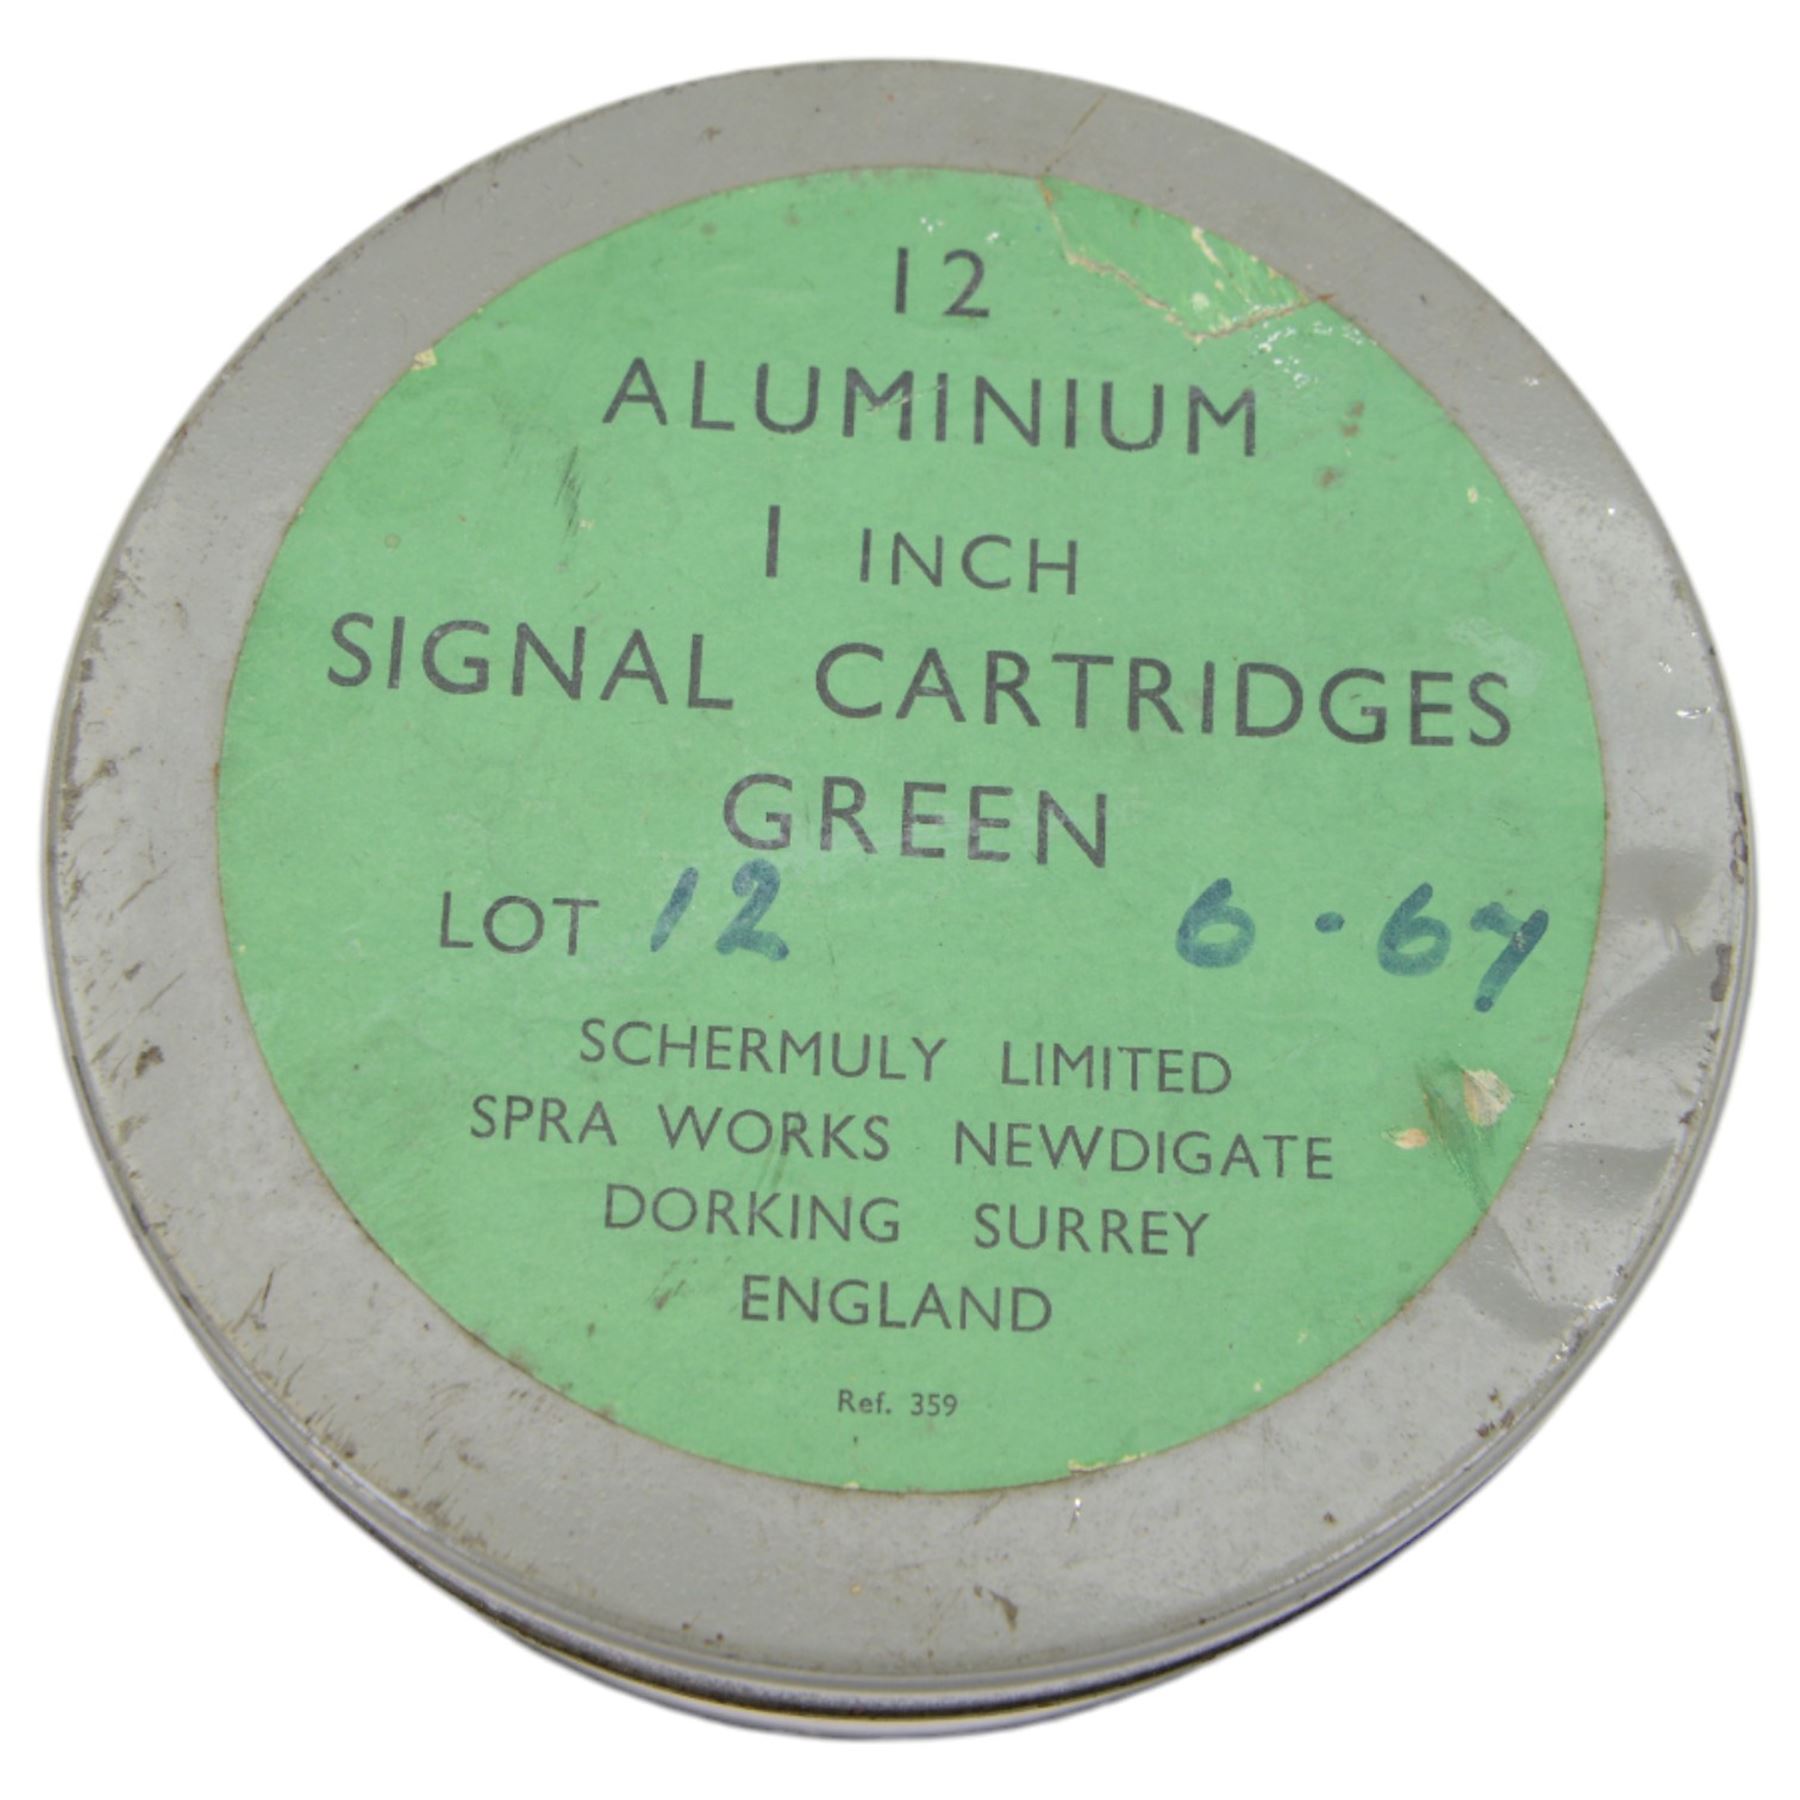 12
ALUMINIUM
1 INCH
SIGNAL CARTRIDGES
GREEN
LOT 12 6·67
SCHERMULY LIMITED
SPRA WORKS NEWDIGATE
DORKING SURREY
ENGLAND
Ref. 359